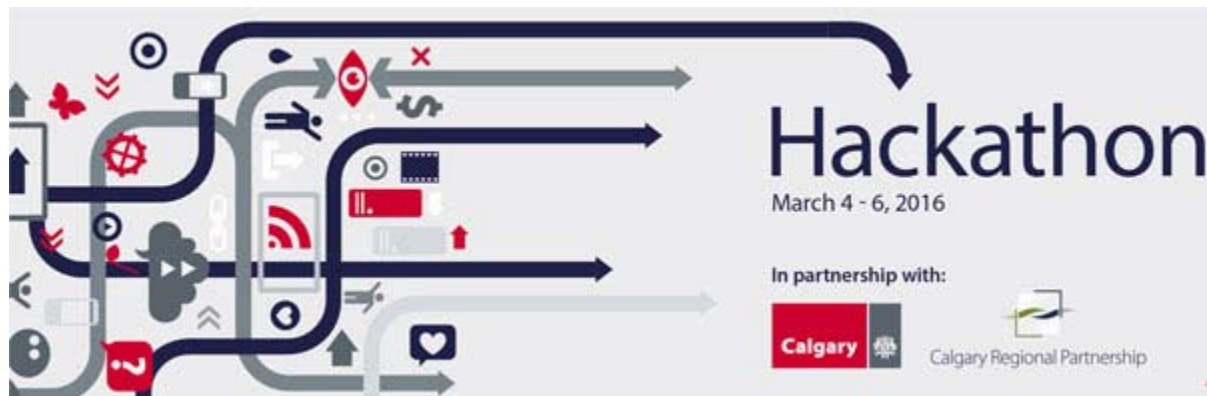 Hackathon
March 4 - 6, 2016
In partnership with:
Calgary
Calgary Regional Partnership